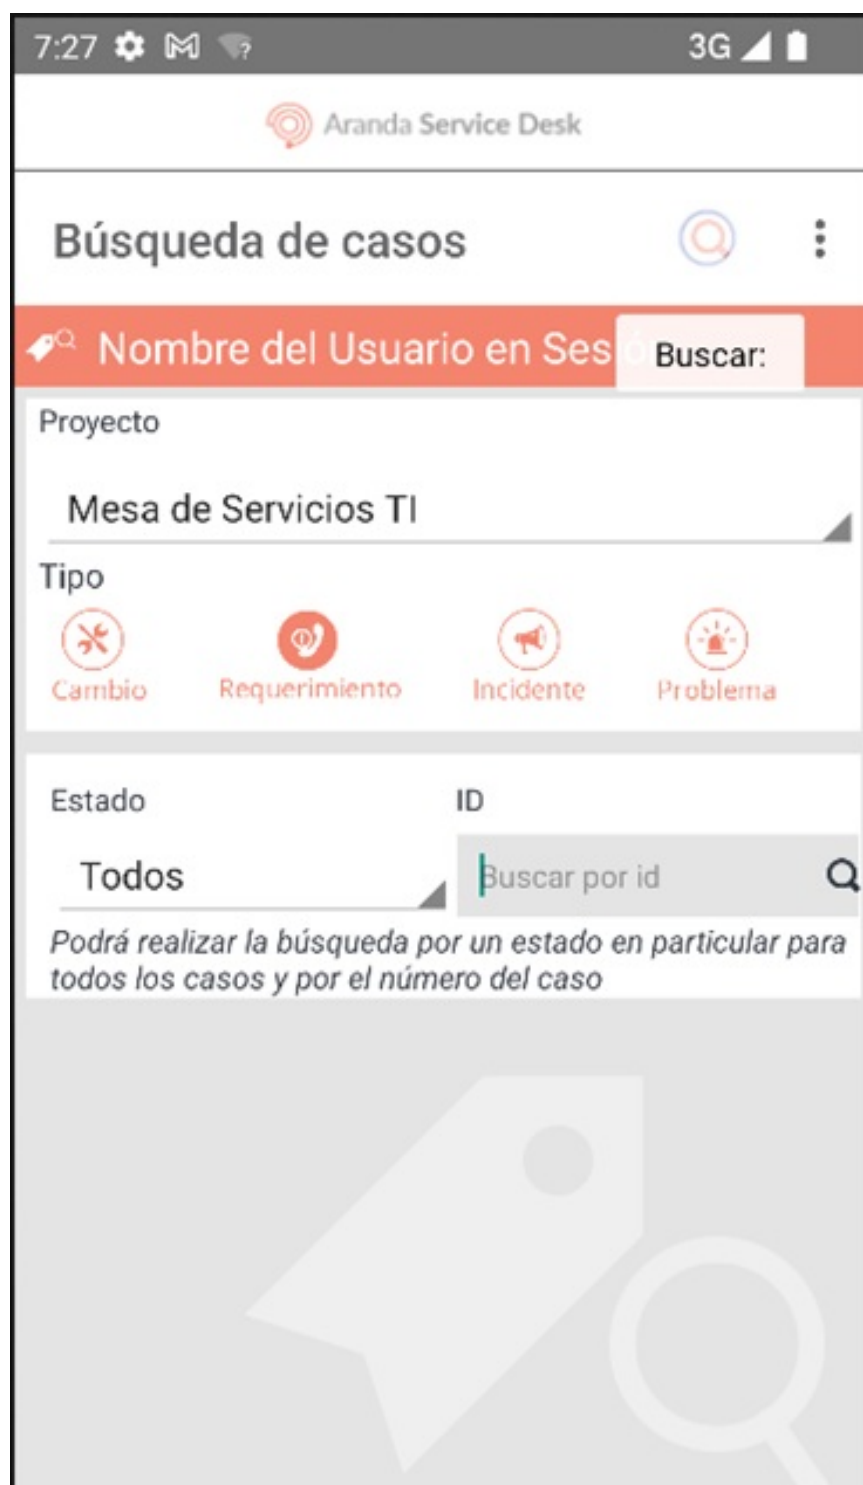 7:27 3G
Aranda Service Desk
Búsqueda de casos
Nombre del Usuario en Sesión
Buscar:
Proyecto
Mesa de Servicios TI
Tipo
Cambio Requerimiento Incidente Problema
Estado ID
Todos Buscar por id
Podrá realizar la búsqueda por un estado en particular para
todos los casos y por el número del caso